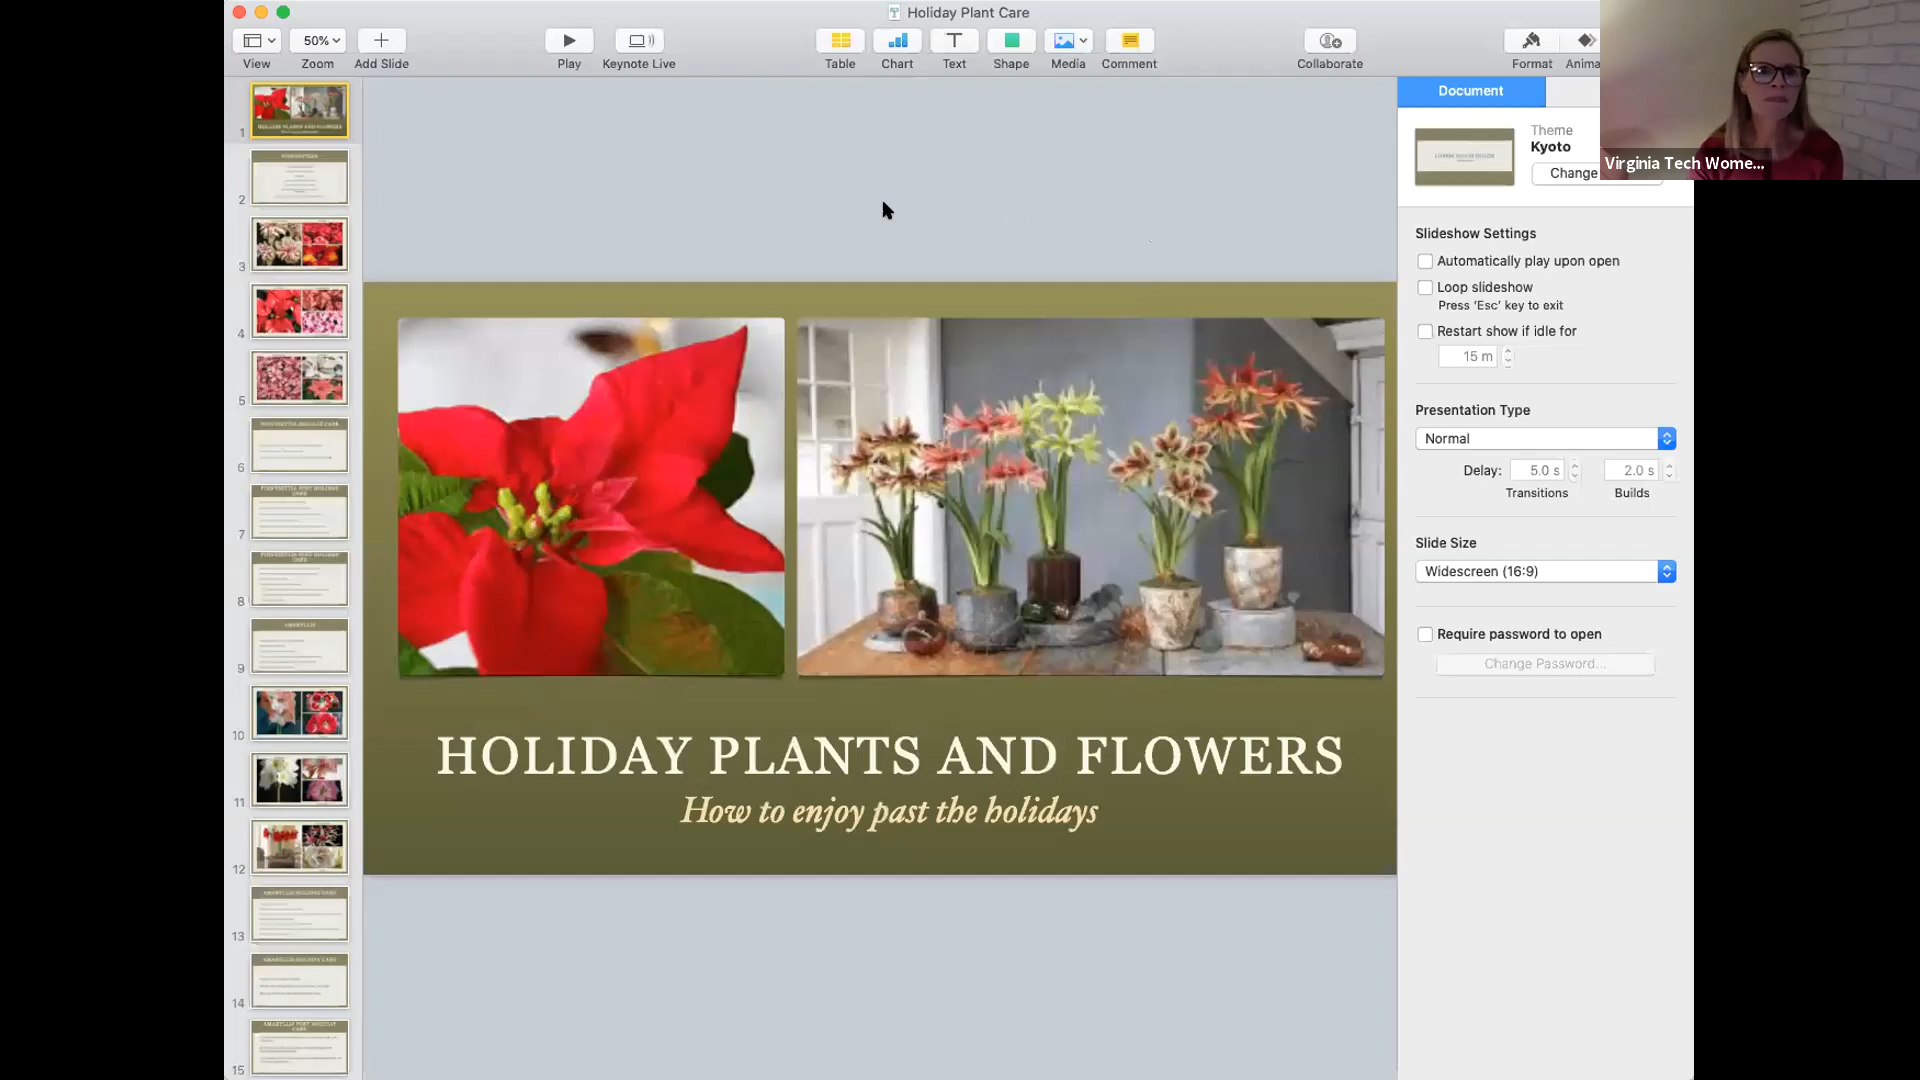 Holiday Plant Care
50%
View
Zoom
Add Slide
Play
Keynote Live
Table
Chart
Text
Shape
Media
Comment
Collaborate
Format
Anima
Document
Virginia Tech Wome...
Theme
Kyoto
Change
Slideshow Settings
Automatically play upon open
Loop slideshow
Press 'Esc' key to exit
Restart show if idle for
15 m
Presentation Type
Normal
Delay:
5.0 s
2.0 s
Transitions
Builds
Slide Size
Widescreen (16:9)
Require password to open
Change Password...
HOLIDAY PLANTS AND FLOWERS
How to enjoy past the holidays
1
2
3
4
5
6
7
8
9
10
11
12
13
14
15